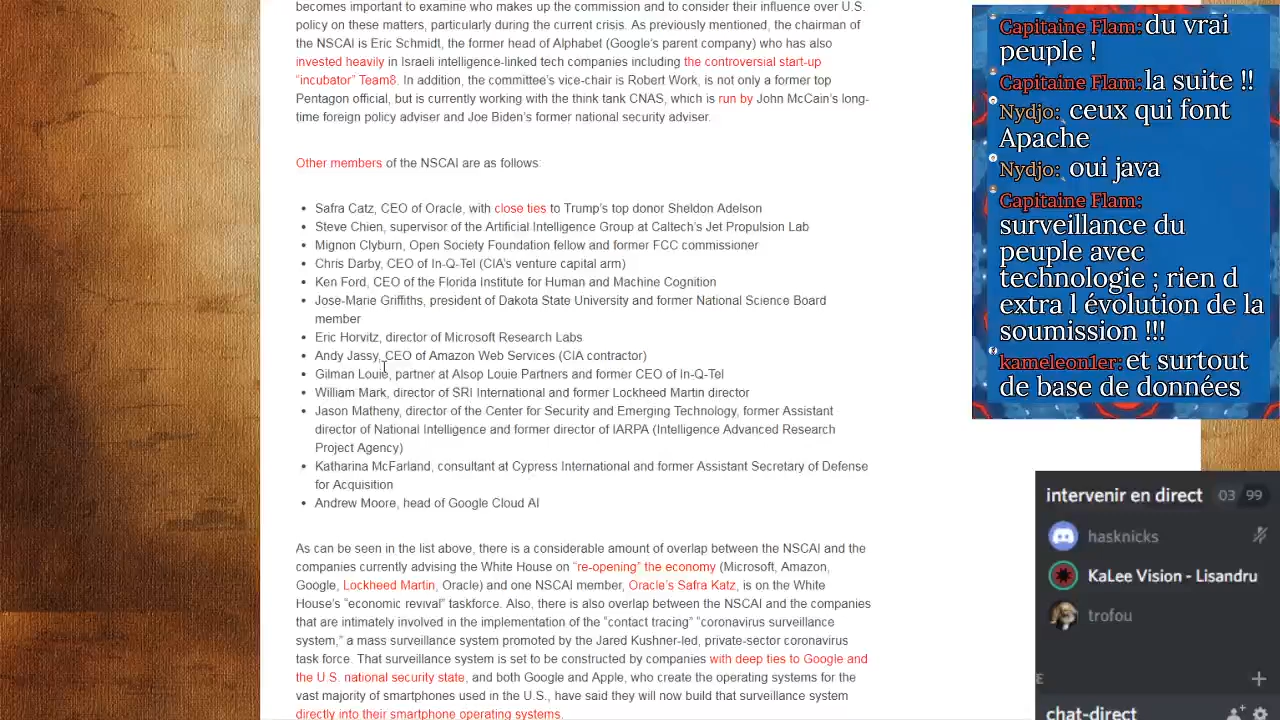 becomes important to examine who makes up the commission and to consider their influence over U.S.
policy on these matters, particularly during the current crisis. As previously mentioned, the chairman of
the NSCAI is Eric Schmidt, the former head of Alphabet (Google's parent company) who has also
invested heavily in Israeli intelligence-linked tech companies including the controversial start-up
"incubator" Team8. In addition, the committee's vice-chair is Robert Work, is not only a former top
Pentagon official, but is currently working with the think tank CNAS, which is run by John McCain's long-
time foreign policy adviser and Joe Biden's former national security adviser.
Other members of the NSCAI are as follows:
• Safra Catz, CEO of Oracle, with close ties to Trump's top donor Sheldon Adelson
• Steve Chien, supervisor of the Artificial Intelligence Group at Caltech's Jet Propulsion Lab
• Mignon Clyburn, Open Society Foundation fellow and former FCC commissioner
• Chris Darby, CEO of In-Q-Tel (CIA's venture capital arm)
• Ken Ford, CEO of the Florida Institute for Human and Machine Cognition
• Jose-Marie Griffiths, president of Dakota State University and former National Science Board
member
• Eric Horvitz, director of Microsoft Research Labs
• Andy Jassy, CEO of Amazon Web Services (CIA contractor)
• Gilman Louie, partner at Alsop Louie Partners and former CEO of In-Q-Tel
• William Mark, director of SRI International and former Lockheed Martin director
• Jason Matheny, director of the Center for Security and Emerging Technology, former Assistant
director of National Intelligence and former director of IARPA (Intelligence Advanced Research
Project Agency)
• Katharina McFarland, consultant at Cypress International and former Assistant Secretary of Defense
for Acquisition
• Andrew Moore, head of Google Cloud AI
As can be seen in the list above, there is a considerable amount of overlap between the NSCAI and the
companies currently advising the White House on "re-opening" the economy (Microsoft, Amazon,
Google, Lockheed Martin, Oracle) and one NSCAI member, Oracle's Safra Katz, is on the White
House's "economic revival" taskforce. Also, there is also overlap between the NSCAI and the companies
that are intimately involved in the implementation of the "contact tracing" "coronavirus surveillance
system," a mass surveillance system promoted by the Jared Kushner-led, private-sector coronavirus
task force. That surveillance system is set to be constructed by companies with deep ties to Google and
the U.S. national security state, and both Google and Apple, who create the operating systems for the
vast majority of smartphones used in the U.S., have said they will now build that surveillance system
directly into their smartphone operating systems.
Capitaine Flam: du vrai
peuple !
Capitaine Flam: la suite !!
Nydjo: ceux qui font
Apache
Nydjo: oui java
Capitaine Flam:
surveillance du
peuple avec
technologie ; rien d
extra l évolution de la
soumission !!!
kameleon1er: et surtout
de base de données
intervenir en direct 03 99
hasknicks
KaLee Vision - Lisandru
trofou
E +
chat-direct